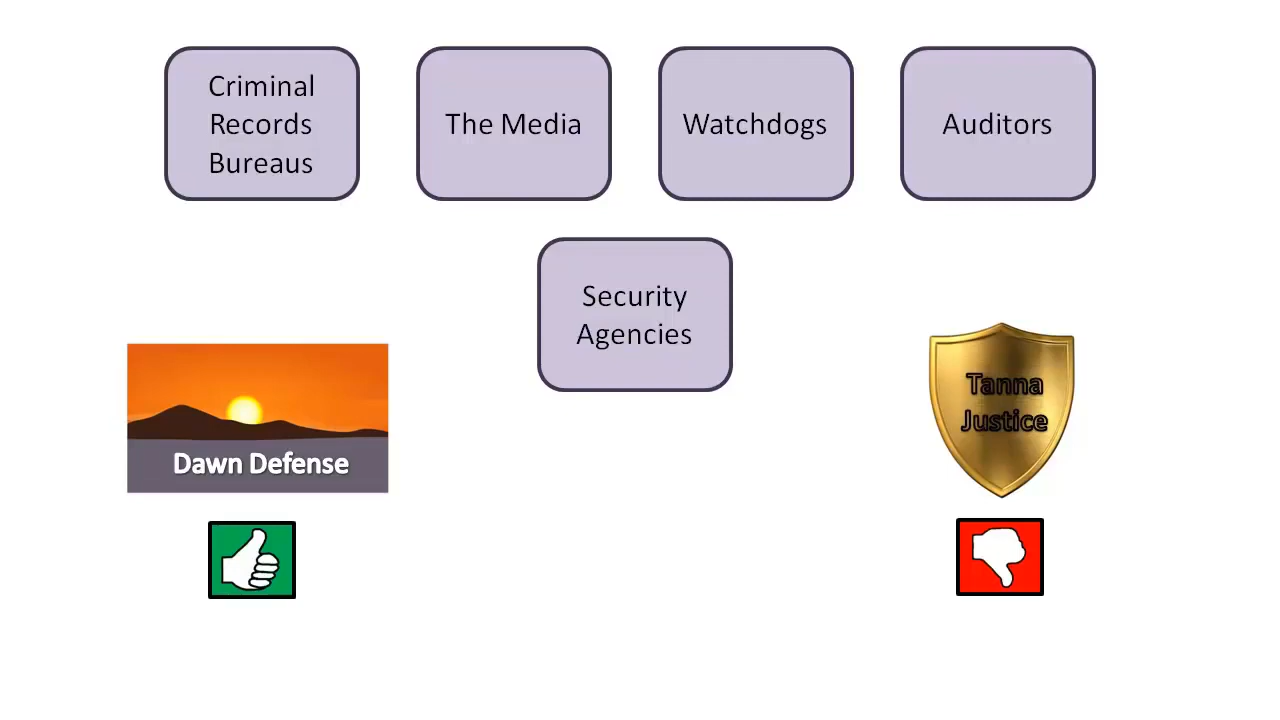 Criminal
Records
Bureaus
The Media
Watchdogs
Auditors
Security
Agencies
Dawn Defense
Tanna
Justice